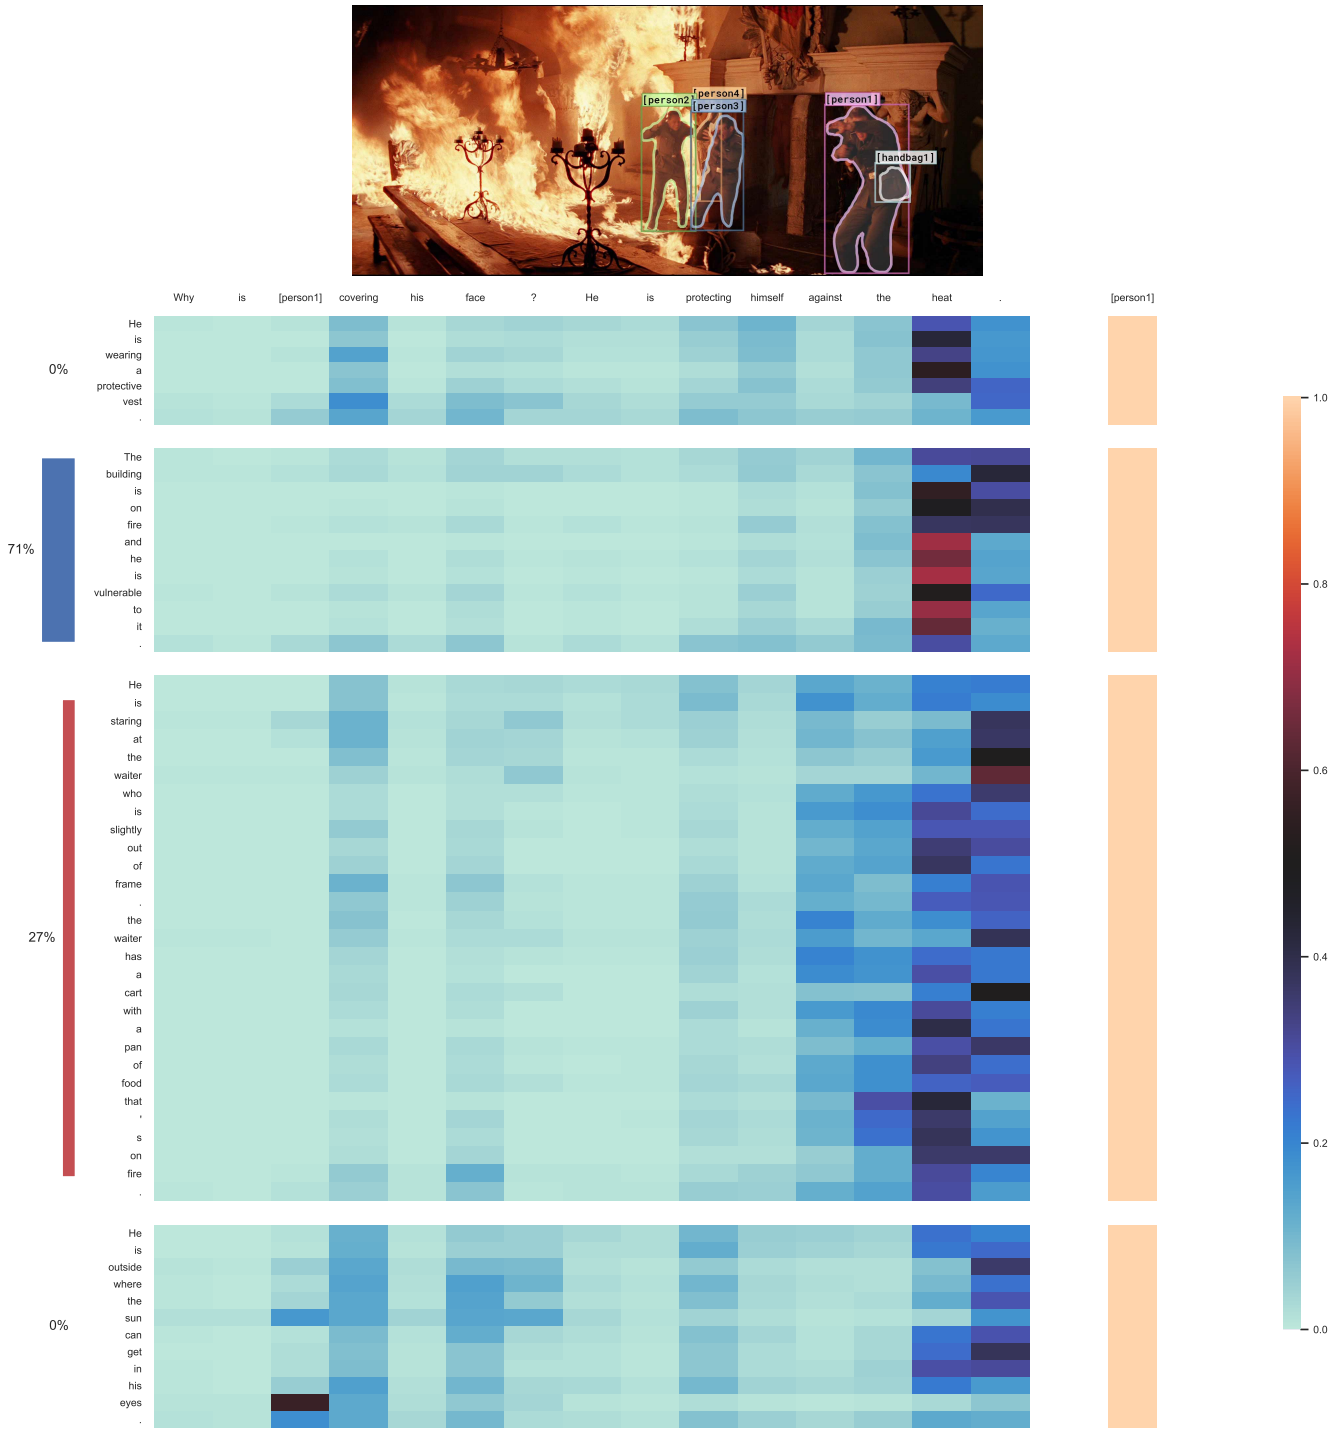 [person2]
[person4]
[person3]
[person1]
[handbag1]
Why is [person1] covering his face ? He is protecting himself against the heat . [person1]
He
is
wearing
0% a
protective
vest
.
The
building
is
on
fire
and
71% he
is
vulnerable
to
it
.
He
is
staring
at
the
waiter
who
is
slightly
out
of
frame
.
the
27% waiter
has
a
cart
with
a
pan
of
food
that
'
s
on
fire
.
He
is
outside
where
the
0% sun
can
get
in
his
eyes
.
1.0
0.8
0.6
0.4
0.2
0.0